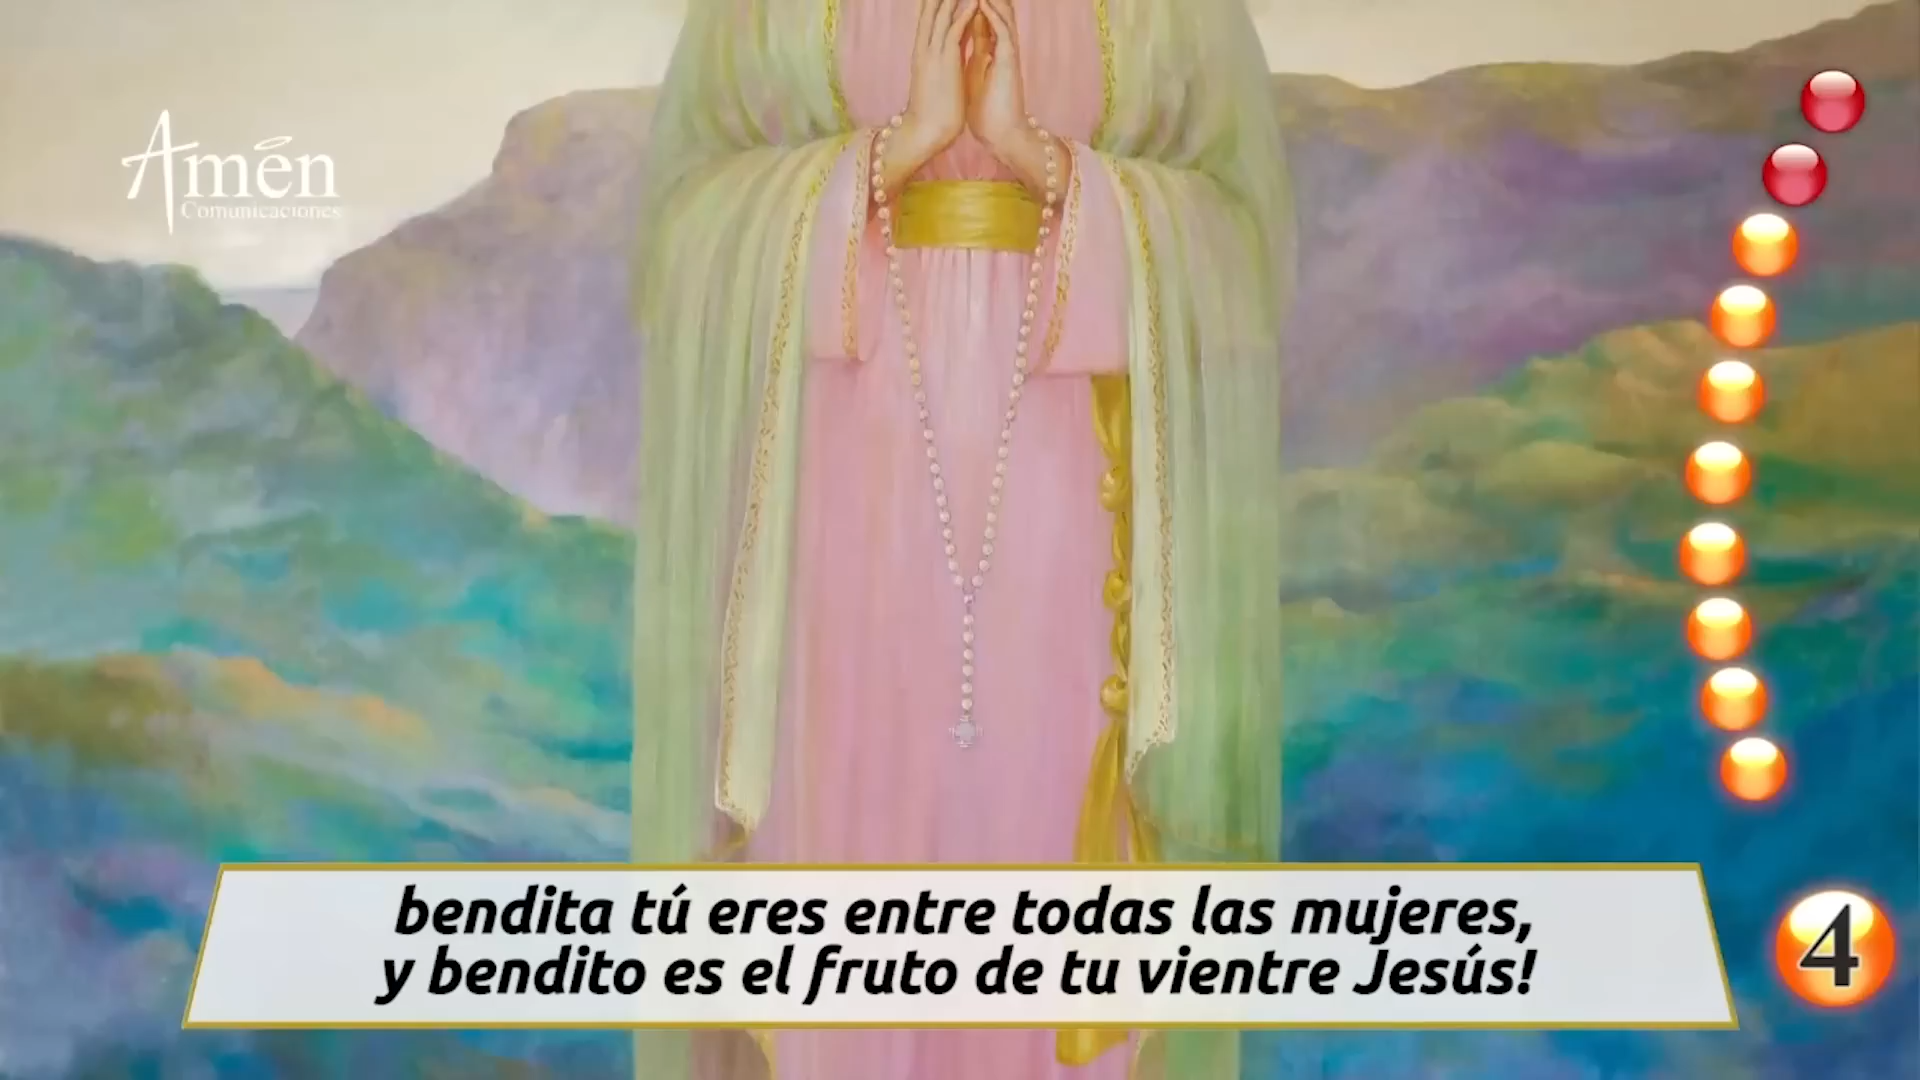 Amén
Comunicaciones
bendita tú eres entre todas las mujeres,
y bendito es el fruto de tu vientre Jesús!
4